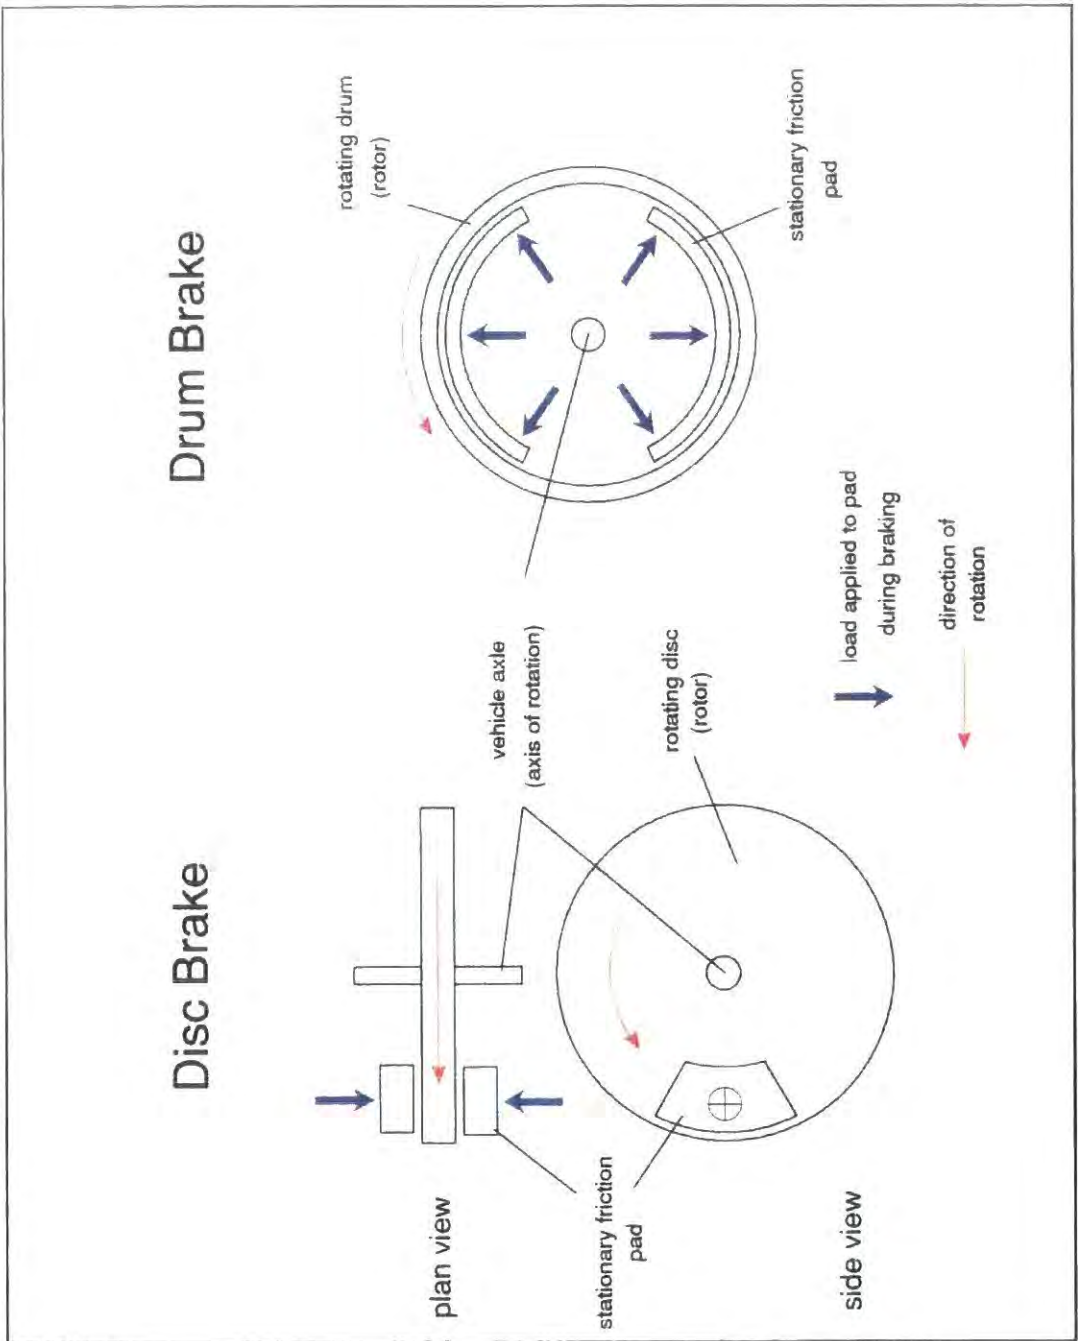 Disc Brake
Drum Brake
plan view
vehicle axle
(axis of rotation)
rotating drum
(rotor)
stationary friction
pad
stationary friction
pad
rotating disc
(rotor)
side view
load applied to pad
during braking
direction of
rotation